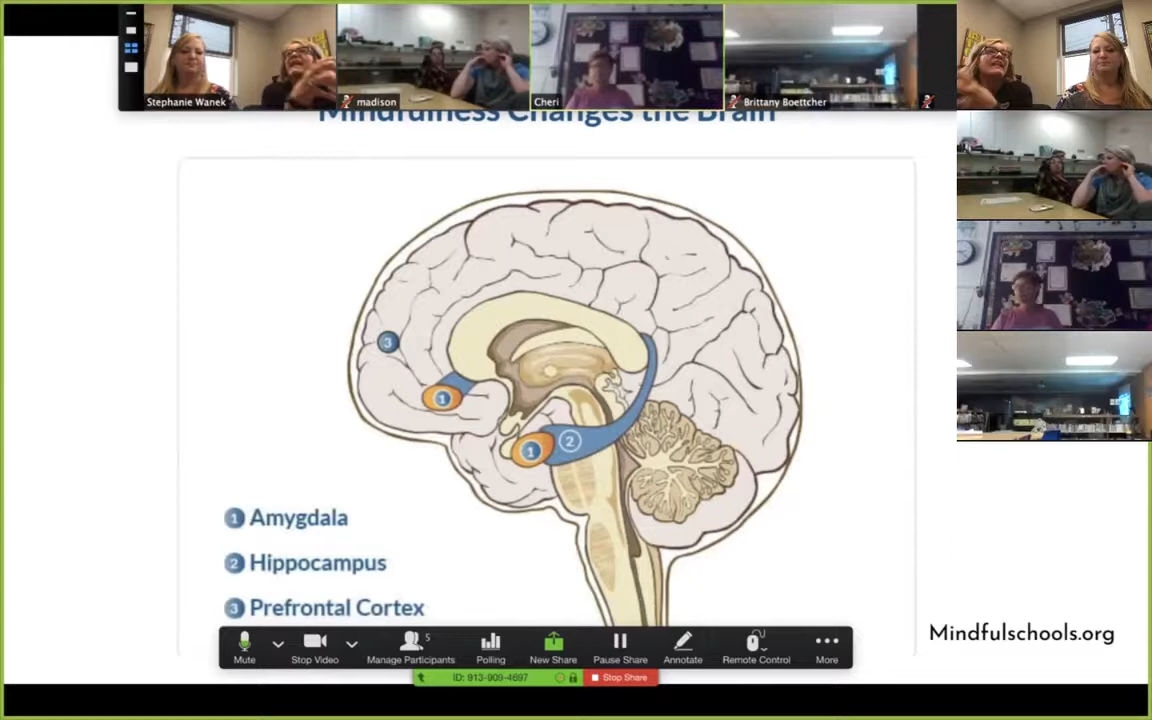 Stephanie Wanek
madison
Cheri
Brittany Boettcher
Mindfulness Changes the Brain
3
1
1
2
1 Amygdala
2 Hippocampus
3 Prefrontal Cortex
Mindfulschools.org
Mute
Stop Video
Manage Participants
5
Polling
New Share
Pause Share
Annotate
Remote Control
More
ID: 913-909-4697
Stop Share